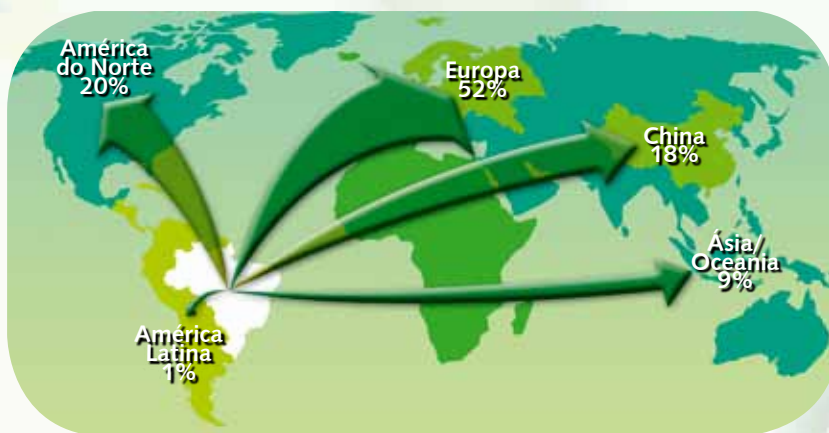 América
do Norte
20%
Europa
52%
China
18%
Ásia/
Oceania
9%
América
Latina
1%